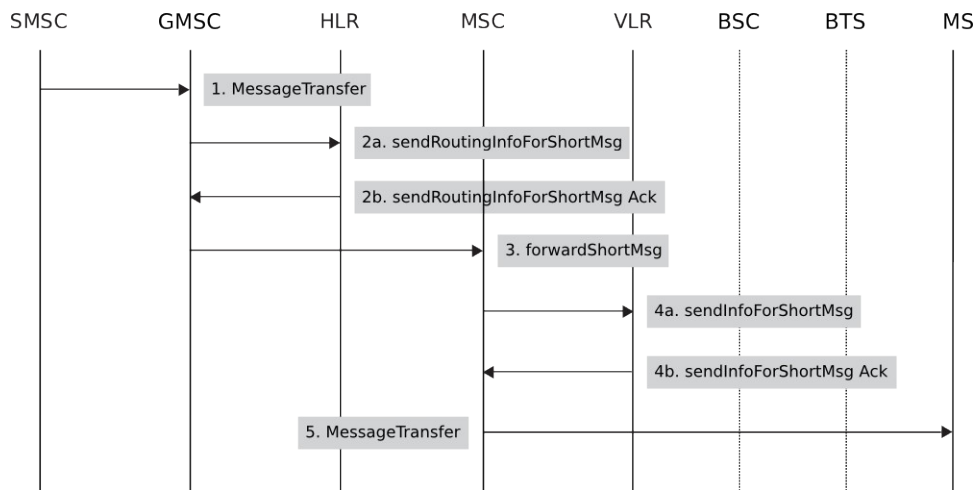 SMSC GMSC HLR MSC VLR BSC BTS MS
1. MessageTransfer
2a. sendRoutingInfoForShortMsg
2b. sendRoutingInfoForShortMsg Ack
3. forwardShortMsg
4a. sendInfoForShortMsg
4b. sendInfoForShortMsg Ack
5. MessageTransfer